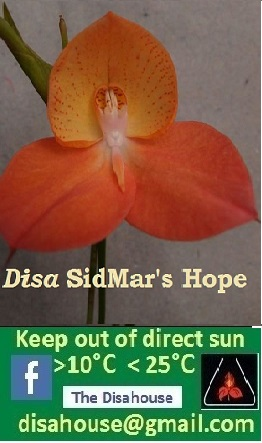 Disa SidMar's Hope
Keep out of direct sun
>10°C < 25°C
f
The Disahouse
disahouse@gmail.com